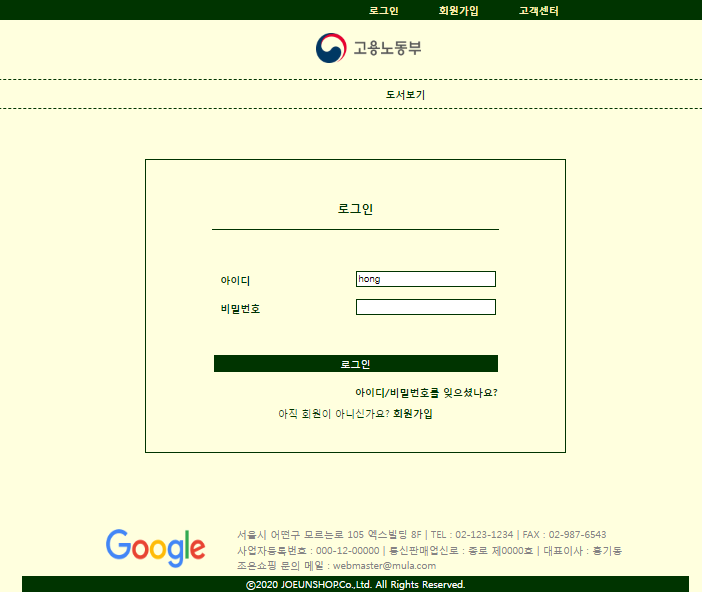 로그인 회원가입 고객센터
고용노동부
도서보기
로그인
아이디 hong
비밀번호
로그인
아이디/비밀번호를 잊으셨나요?
아직 회원이 아니신가요? 회원가입
Google
서울시 어떤구 모르는로 105 엑스빌딩 8F | TEL : 02-123-1234 | FAX : 02-987-6543
사업자등록번호 : 000-12-00000 | 통신판매업신로 : 종로 제0000호 | 대표이사 : 홍기동
조은쇼핑 문의 메일 : webmaster@mula.com
©2020 JOEUNSHOP.Co.,Ltd. All Rights Reserved.